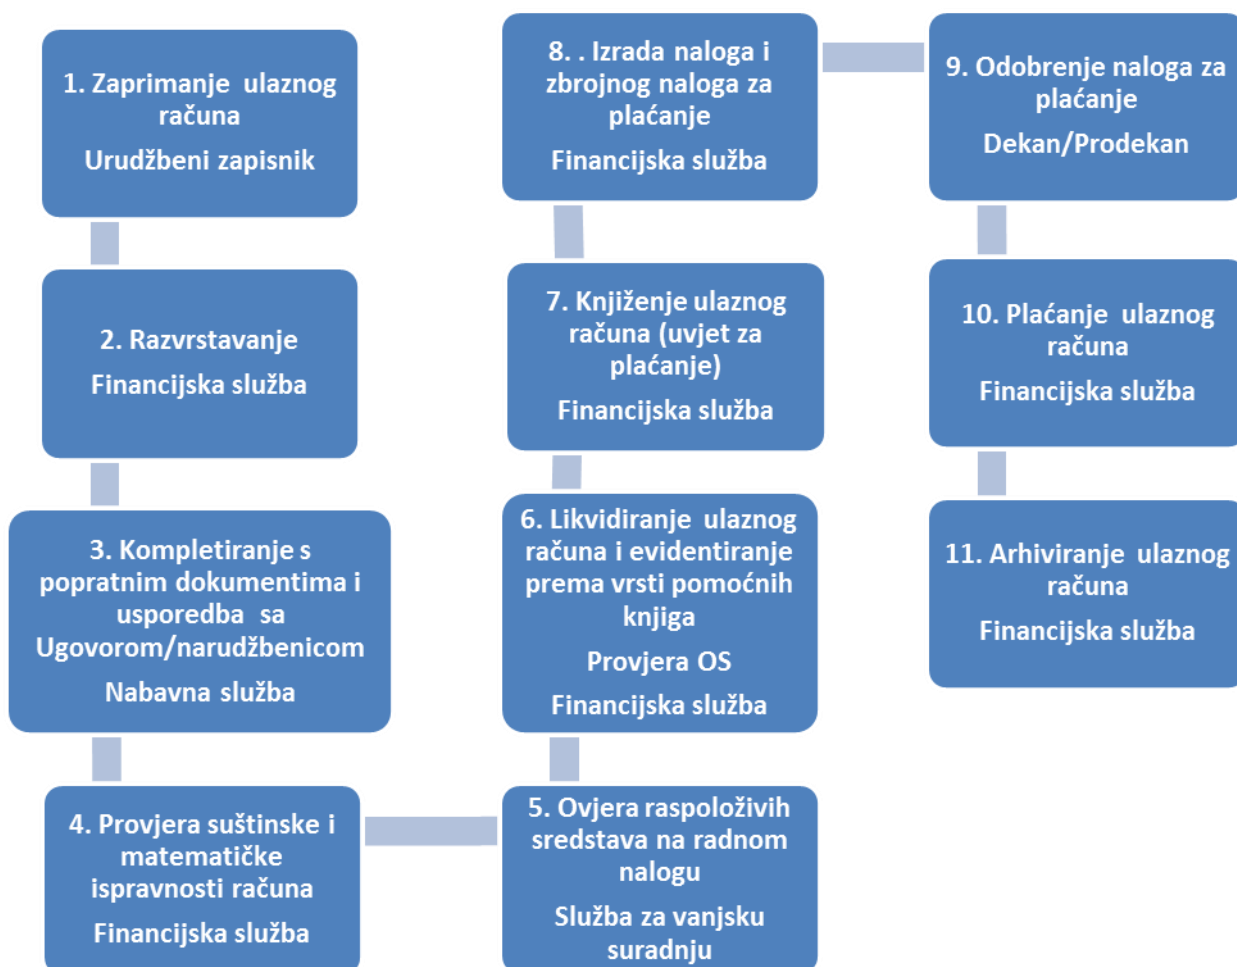 1. Zaprimanje ulaznog
računa
Urudžbeni zapisnik
2. Razvrstavanje
Financijska služba
3. Kompletiranje s
popratnim dokumentima i
usporedba sa
Ugovorom/narudžbenicom
Nabavna služba
4. Provjera suštinske i
matematičke
ispravnosti računa
Financijska služba
5. Ovjera raspoloživih
sredstava na radnom
nalogu
Služba za vanjsku
suradnju
6. Likvidiranje ulaznog
računa i evidentiranje
prema vrsti pomoćnih
knjiga
Provjera OS
Financijska služba
7. Knjiženje ulaznog
računa (uvjet za
plaćanje)
Financijska služba
8. . Izrada naloga i
zbrojnog naloga za
plaćanje
Financijska služba
9. Odobrenje naloga za
plaćanje
Dekan/Prodekan
10. Plaćanje ulaznog
računa
Financijska služba
11. Arhiviranje ulaznog
računa
Financijska služba